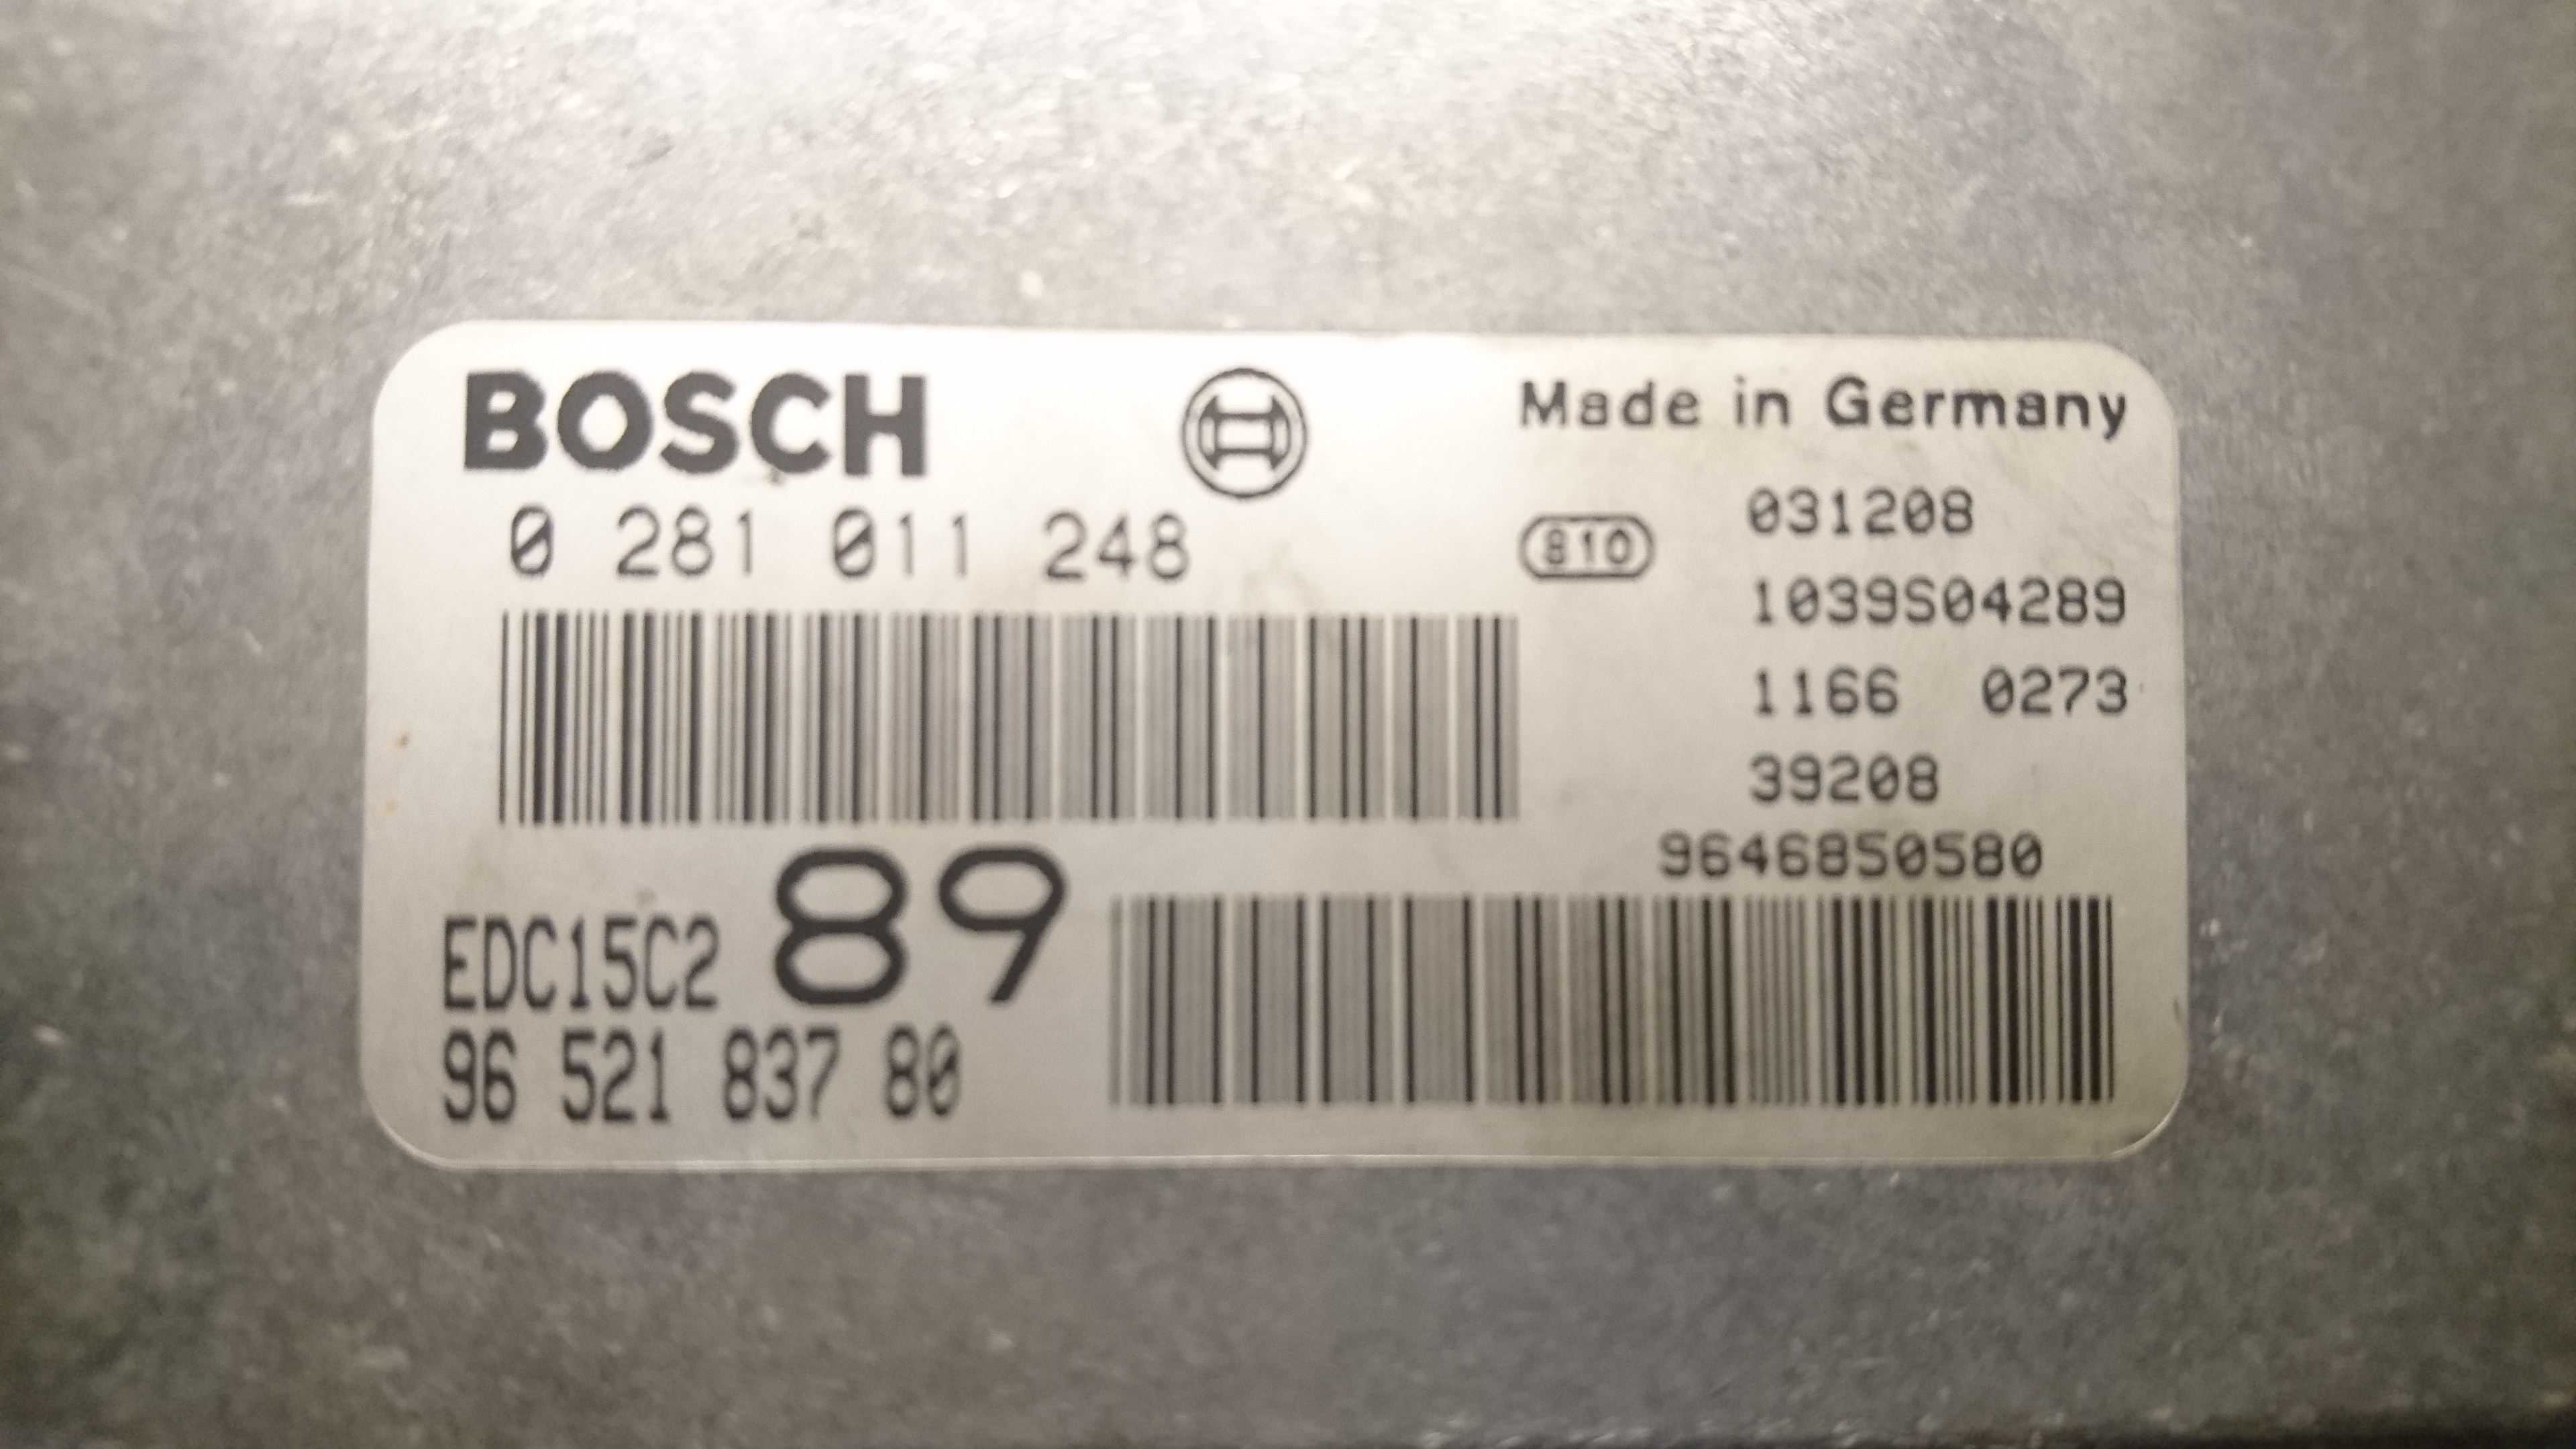 BOSCH
Made in Germany
0 281 011 248
810
031208
1039S04289
1166 0273
39208
9646850580
EDC15C2 89
96 521 837 80